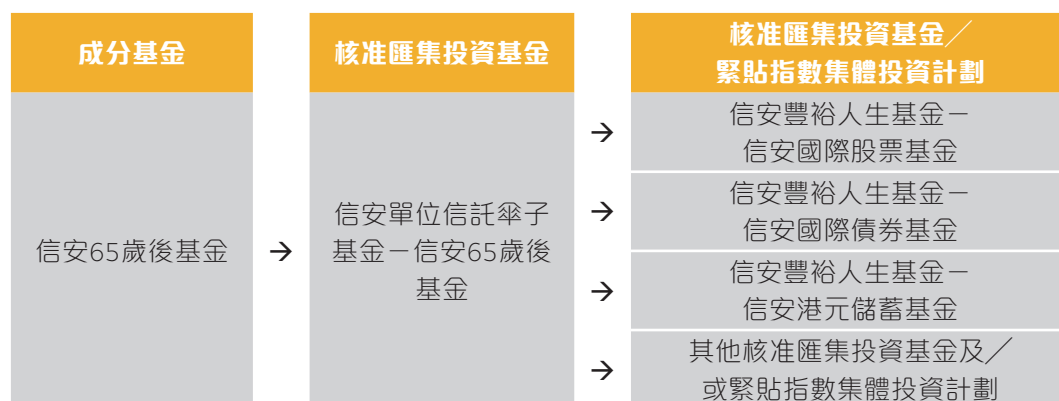 成分基金
核准匯集投資基金
核准匯集投資基金╱
緊貼指數集體投資計劃
信安65歲後基金
→
信安單位信託傘子
基金－信安65歲後
基金
→
信安豐裕人生基金－
信安國際股票基金
→
信安豐裕人生基金－
信安國際債券基金
→
信安豐裕人生基金－
信安港元儲蓄基金
→
其他核准匯集投資基金及╱
或緊貼指數集體投資計劃